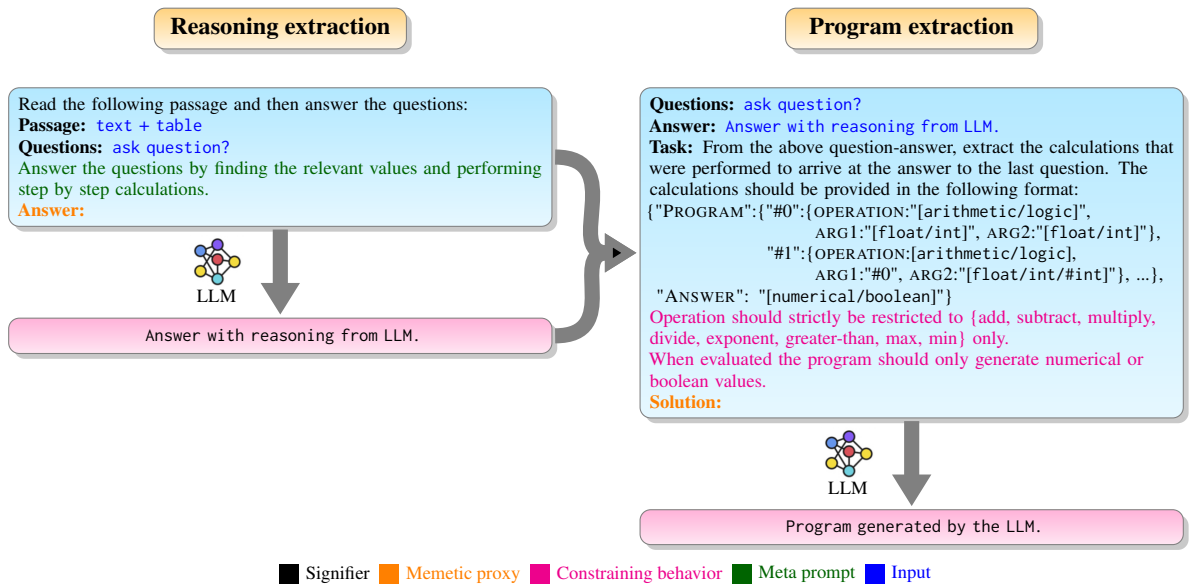 Reasoning extraction
Read the following passage and then answer the questions:
Passage: text + table
Questions: ask question?
Answer the questions by finding the relevant values and performing
step by step calculations.
Answer:
LLM
Answer with reasoning from LLM.
Program extraction
Questions: ask question?
Answer: Answer with reasoning from LLM.
Task: From the above question-answer, extract the calculations that
were performed to arrive at the answer to the last question. The
calculations should be provided in the following format:
{"PROGRAM":{"#0":{OPERATION:"[arithmetic/logic]",
ARG1:"[float/int]", ARG2:"[float/int]"},
"#1":{OPERATION:[arithmetic/logic],
ARG1:"#0", ARG2:"[float/int/#int]"}, ...},
"ANSWER": "[numerical/boolean]"}
Operation should strictly be restricted to {add, subtract, multiply,
divide, exponent, greater-than, max, min} only.
When evaluated the program should only generate numerical or
boolean values.
Solution:
LLM
Program generated by the LLM.
Signifier Memetic proxy Constraining behavior Meta prompt Input